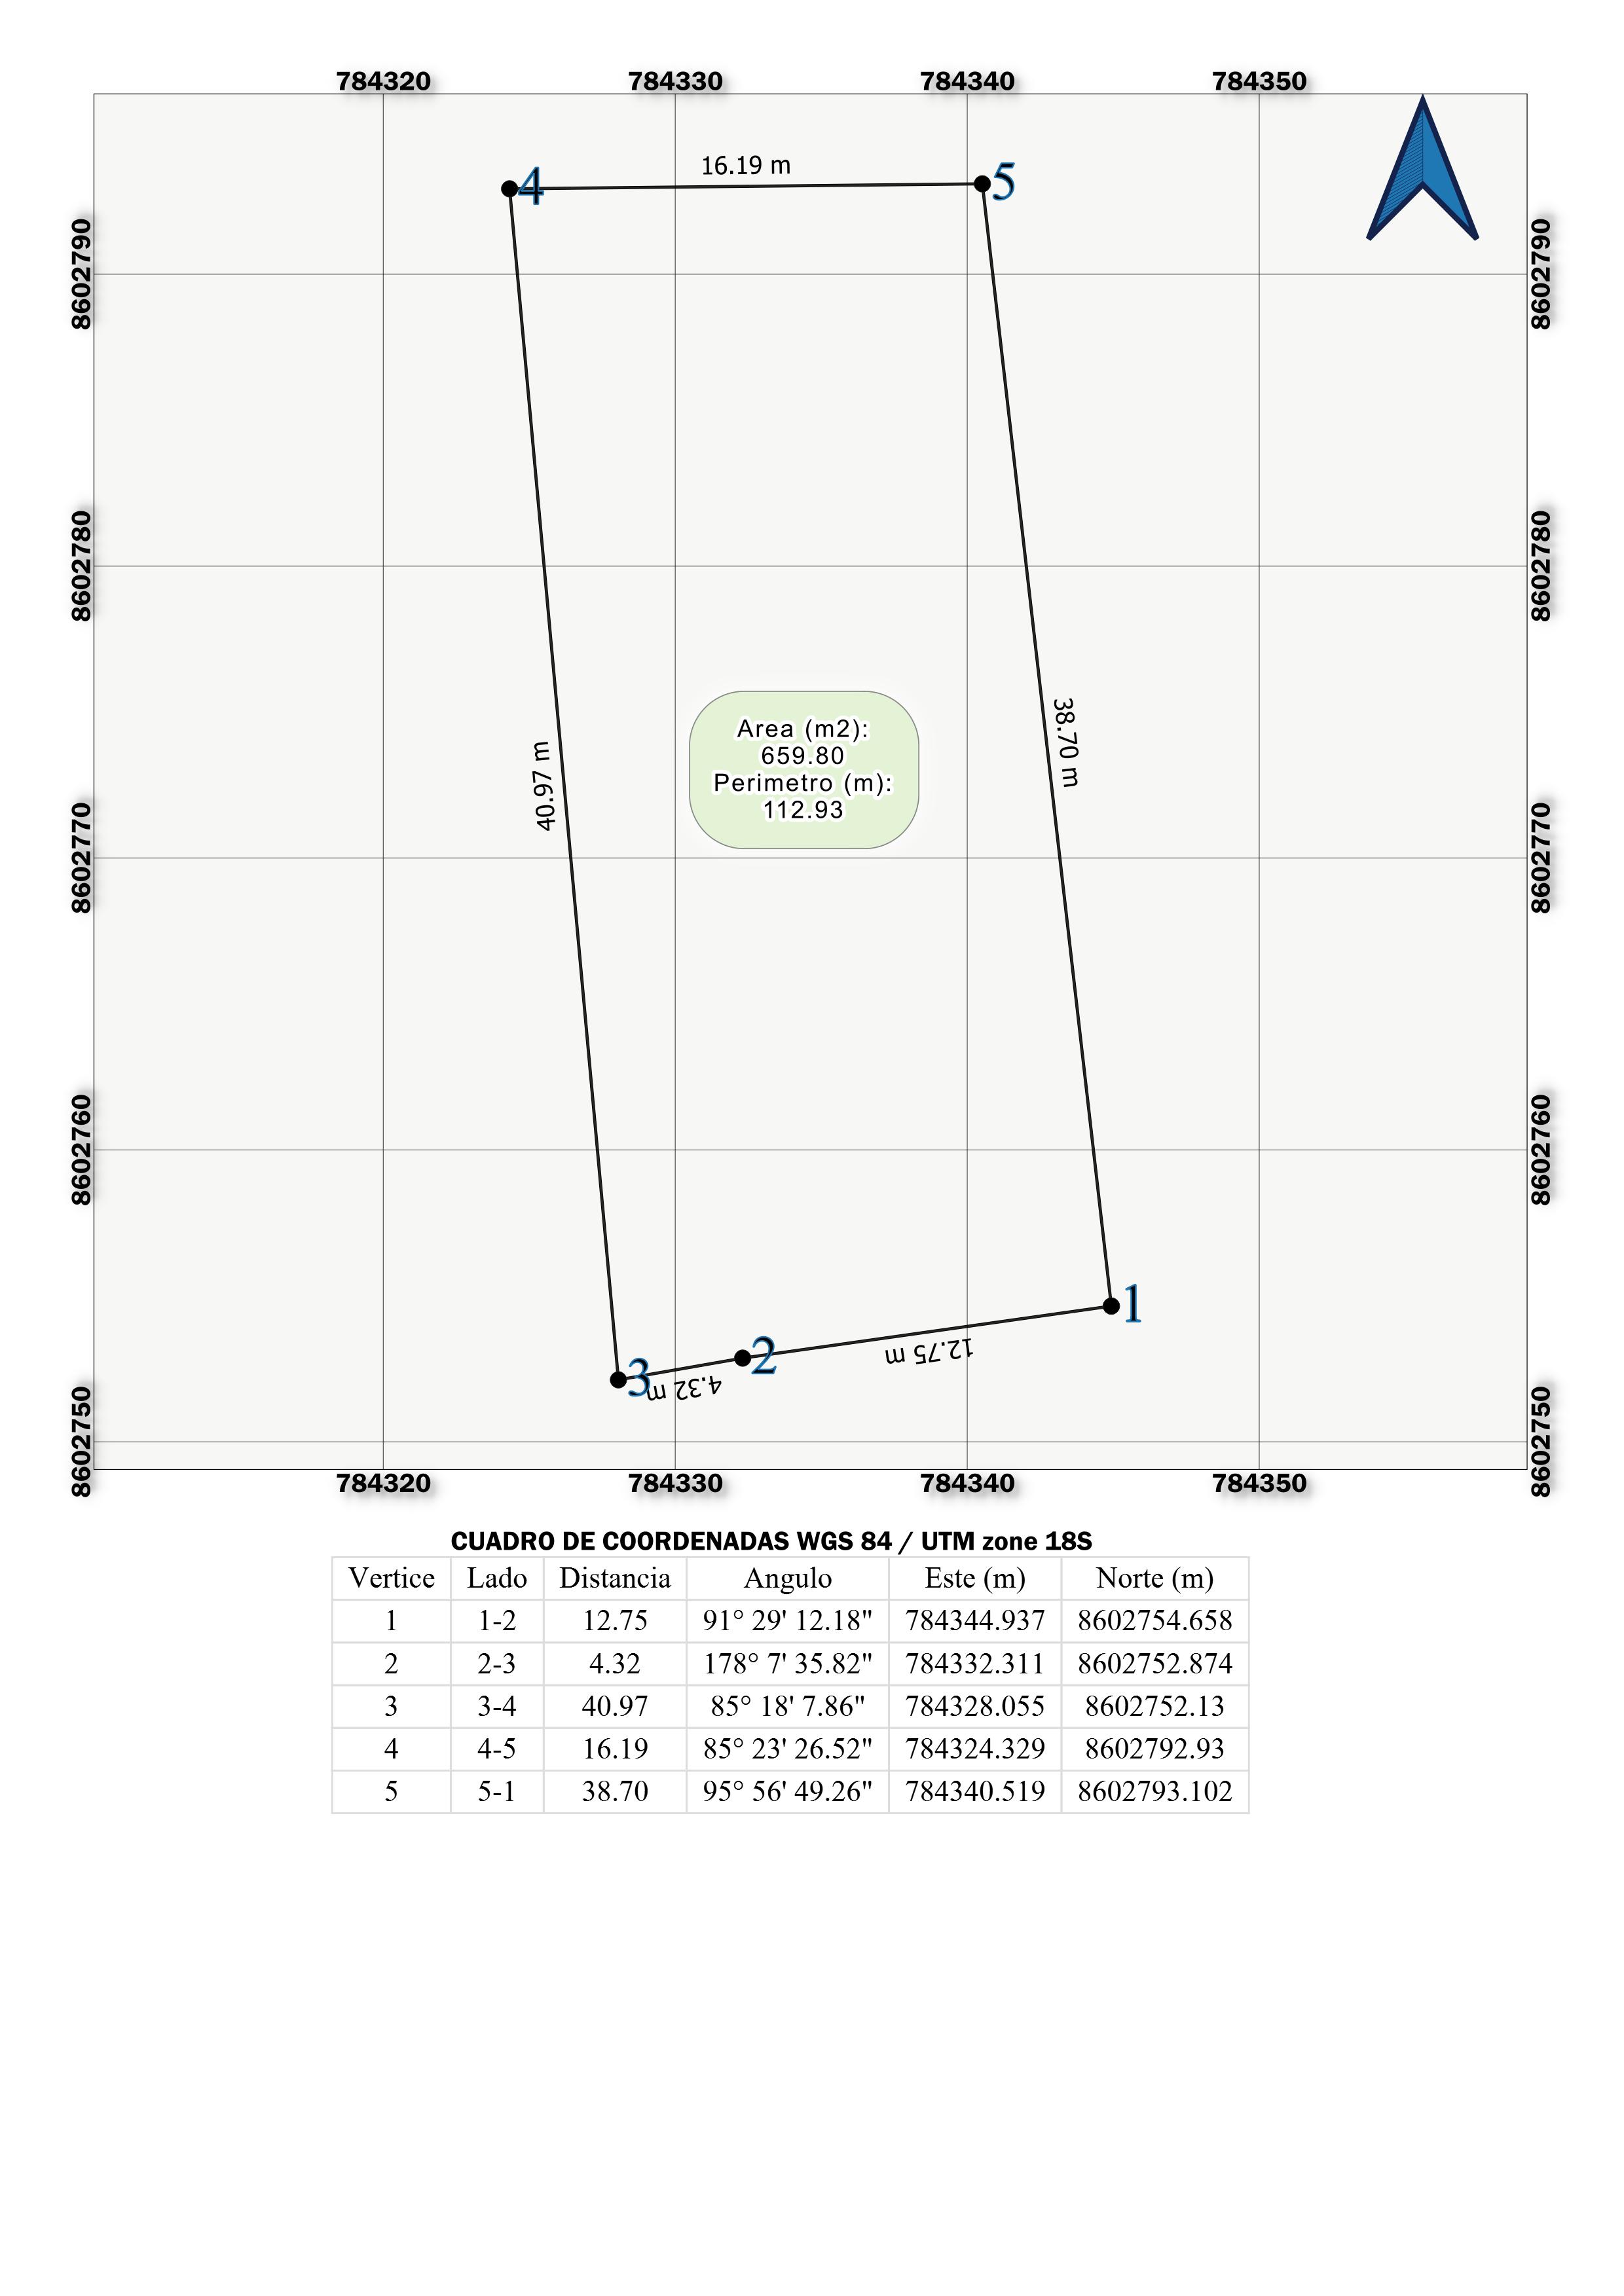 784320 784330 784340 784350
4 16.19 m 5
8602790 8602790
8602780 8602780
40.97 m
Area (m2):
659.80
Perimetro (m):
112.93
38.70 m
8602770 8602770
8602760 8602760
1
12.75 m
2
3
4.32 m
8602750 8602750
784320 784330 784340 784350
CUADRO DE COORDENADAS WGS 84 / UTM zone 18S
Vertice Lado Distancia Angulo Este (m) Norte (m)
1 1-2 12.75 91° 29' 12.18" 784344.937 8602754.658
2 2-3 4.32 178° 7' 35.82" 784332.311 8602752.874
3 3-4 40.97 85° 18' 7.86" 784328.055 8602752.13
4 4-5 16.19 85° 23' 26.52" 784324.329 8602792.93
5 5-1 38.70 95° 56' 49.26" 784340.519 8602793.102